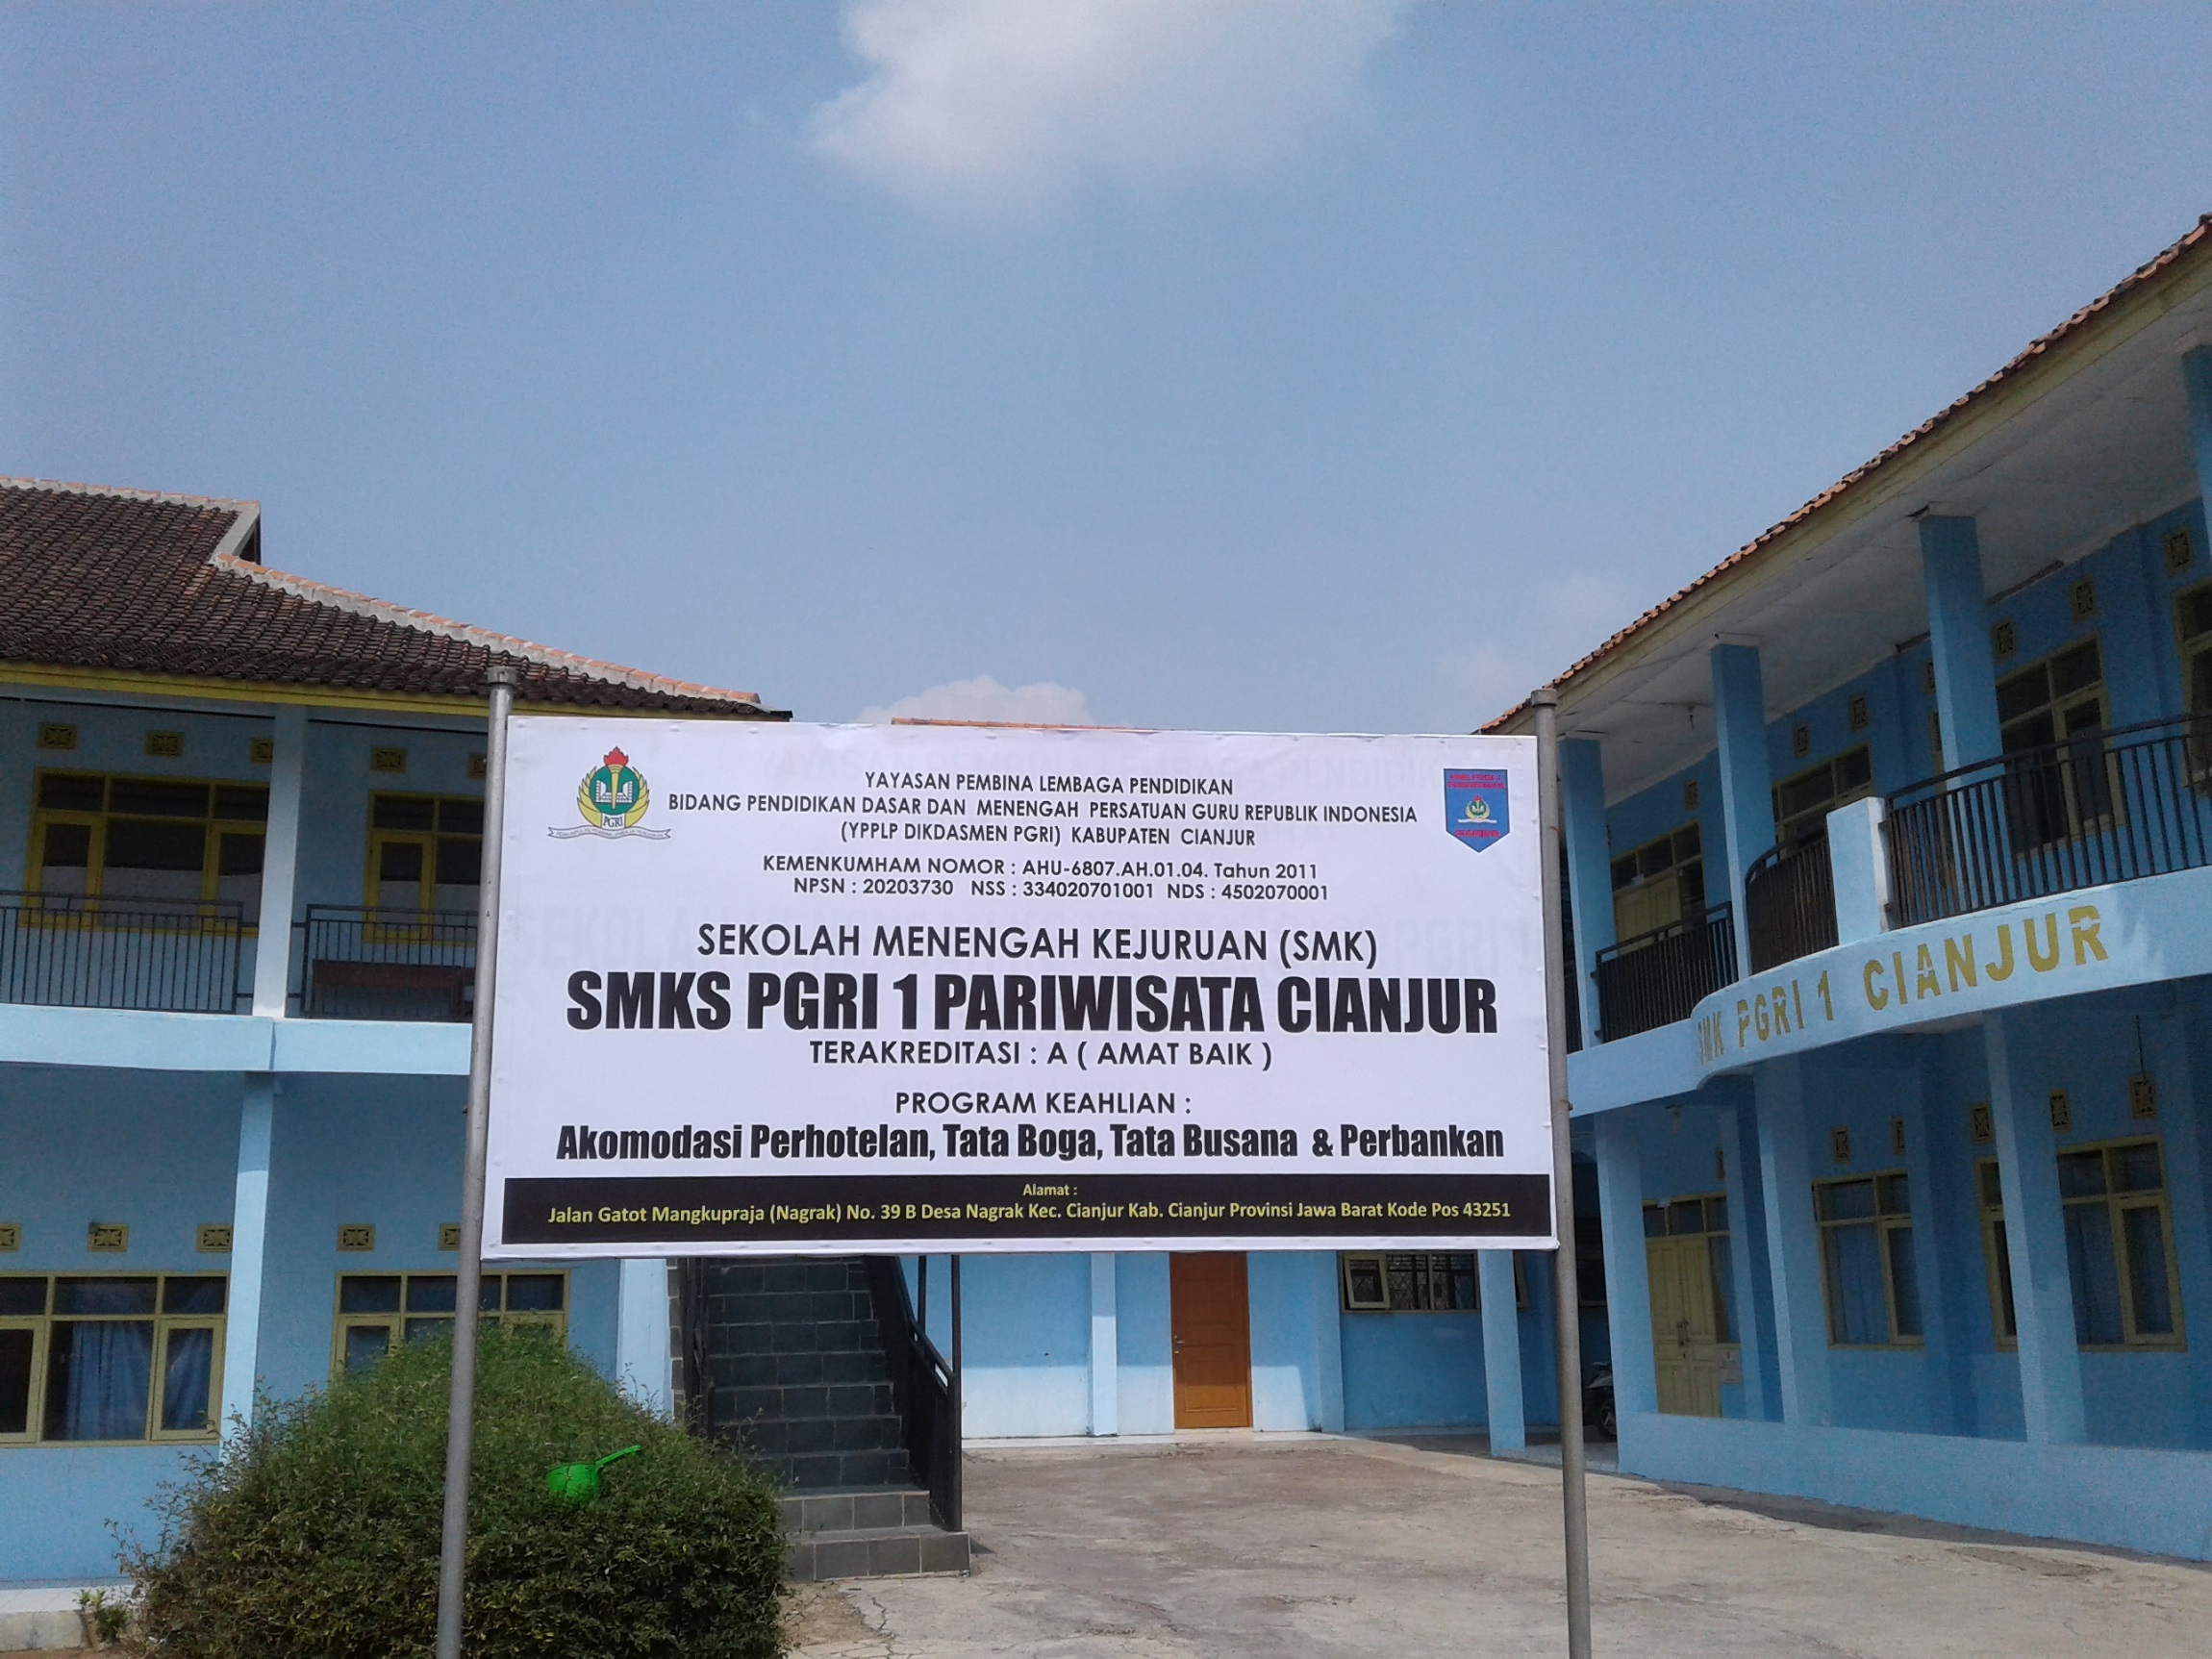 YAYASAN PEMBINA LEMBAGA PENDIDIKAN
BIDANG PENDIDIKAN DASAR DAN MENENGAH PERSATUAN GURU REPUBLIK INDONESIA
(YPPLP DIKDASMEN PGRI) KABUPATEN CIANJUR
KEMENKUMHAM NOMOR : AHU-6807.AH.01.04. Tahun 2011
NPSN : 20203730 NSS : 334020701001 NDS : 4502070001
SEKOLAH MENENGAH KEJURUAN (SMK)
SMKS PGRI 1 PARIWISATA CIANJUR
TERAKREDITASI : A ( AMAT BAIK )
PROGRAM KEAHLIAN :
Akomodasi Perhotelan, Tata Boga, Tata Busana & Perbankan
Alamat :
Jalan Gatot Mangkupraja (Nagrak) No. 39 B Desa Nagrak Kec. Cianjur Kab. Cianjur Provinsi Jawa Barat Kode Pos 43251
PGRI
SMK PGRI 1 CIANJUR